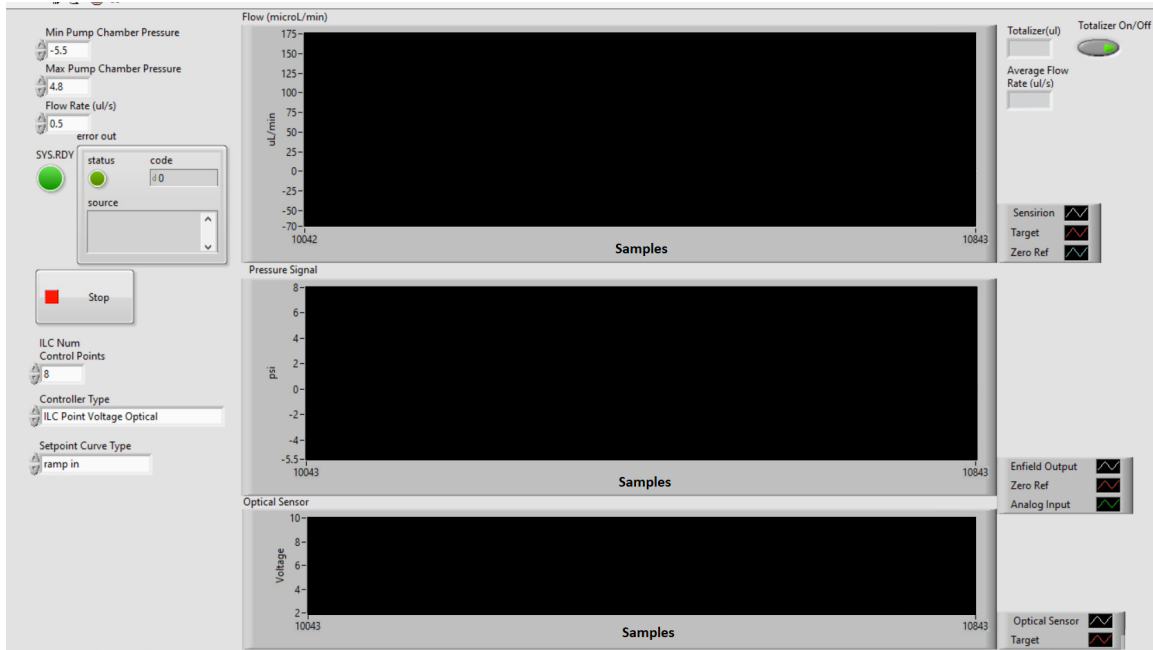 Min Pump Chamber Pressure
-5.5
Max Pump Chamber Pressure
4.8
Flow Rate (ul/s)
0.5
error out
SYS.RDY
status
code
d 0
source
Stop
ILC Num
Control Points
8
Controller Type
ILC Point Voltage Optical
Setpoint Curve Type
ramp in
Flow (microL/min)
uL/min
175-
150-
125-
100-
75-
50-
25-
0-
-25-
-50-
-70-
10042
10843
Samples
Totalizer(ul)
Totalizer On/Off
Average Flow
Rate (ul/s)
Sensirion
Target
Zero Ref
Pressure Signal
psi
8-
6-
4-
2-
0-
-2-
-4-
-5.5-
10043
10843
Samples
Enfield Output
Zero Ref
Analog Input
Optical Sensor
Voltage
10-
8-
6-
4-
2-
10043
10843
Samples
Optical Sensor
Target